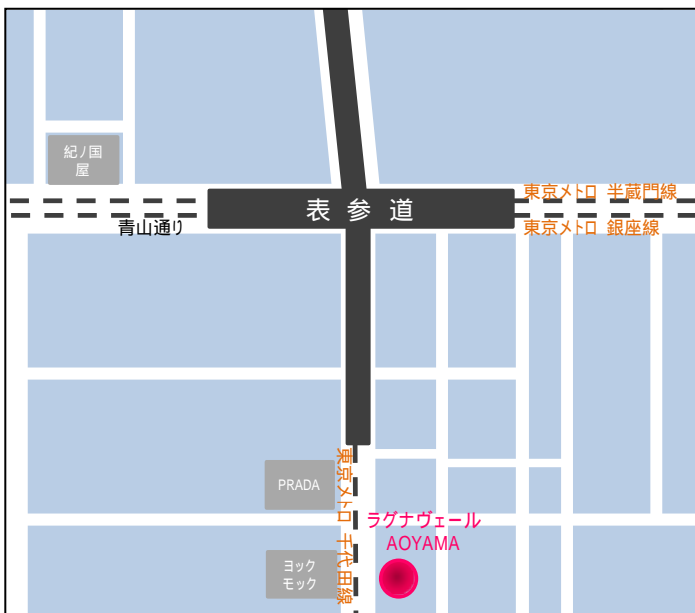 紀ノ国
屋
東京メトロ 半蔵門線
表参道
青山通り
東京メトロ 銀座線
東京メトロ 千代田線
PRADA
ラグナヴェール
AOYAMA
ヨック
モック